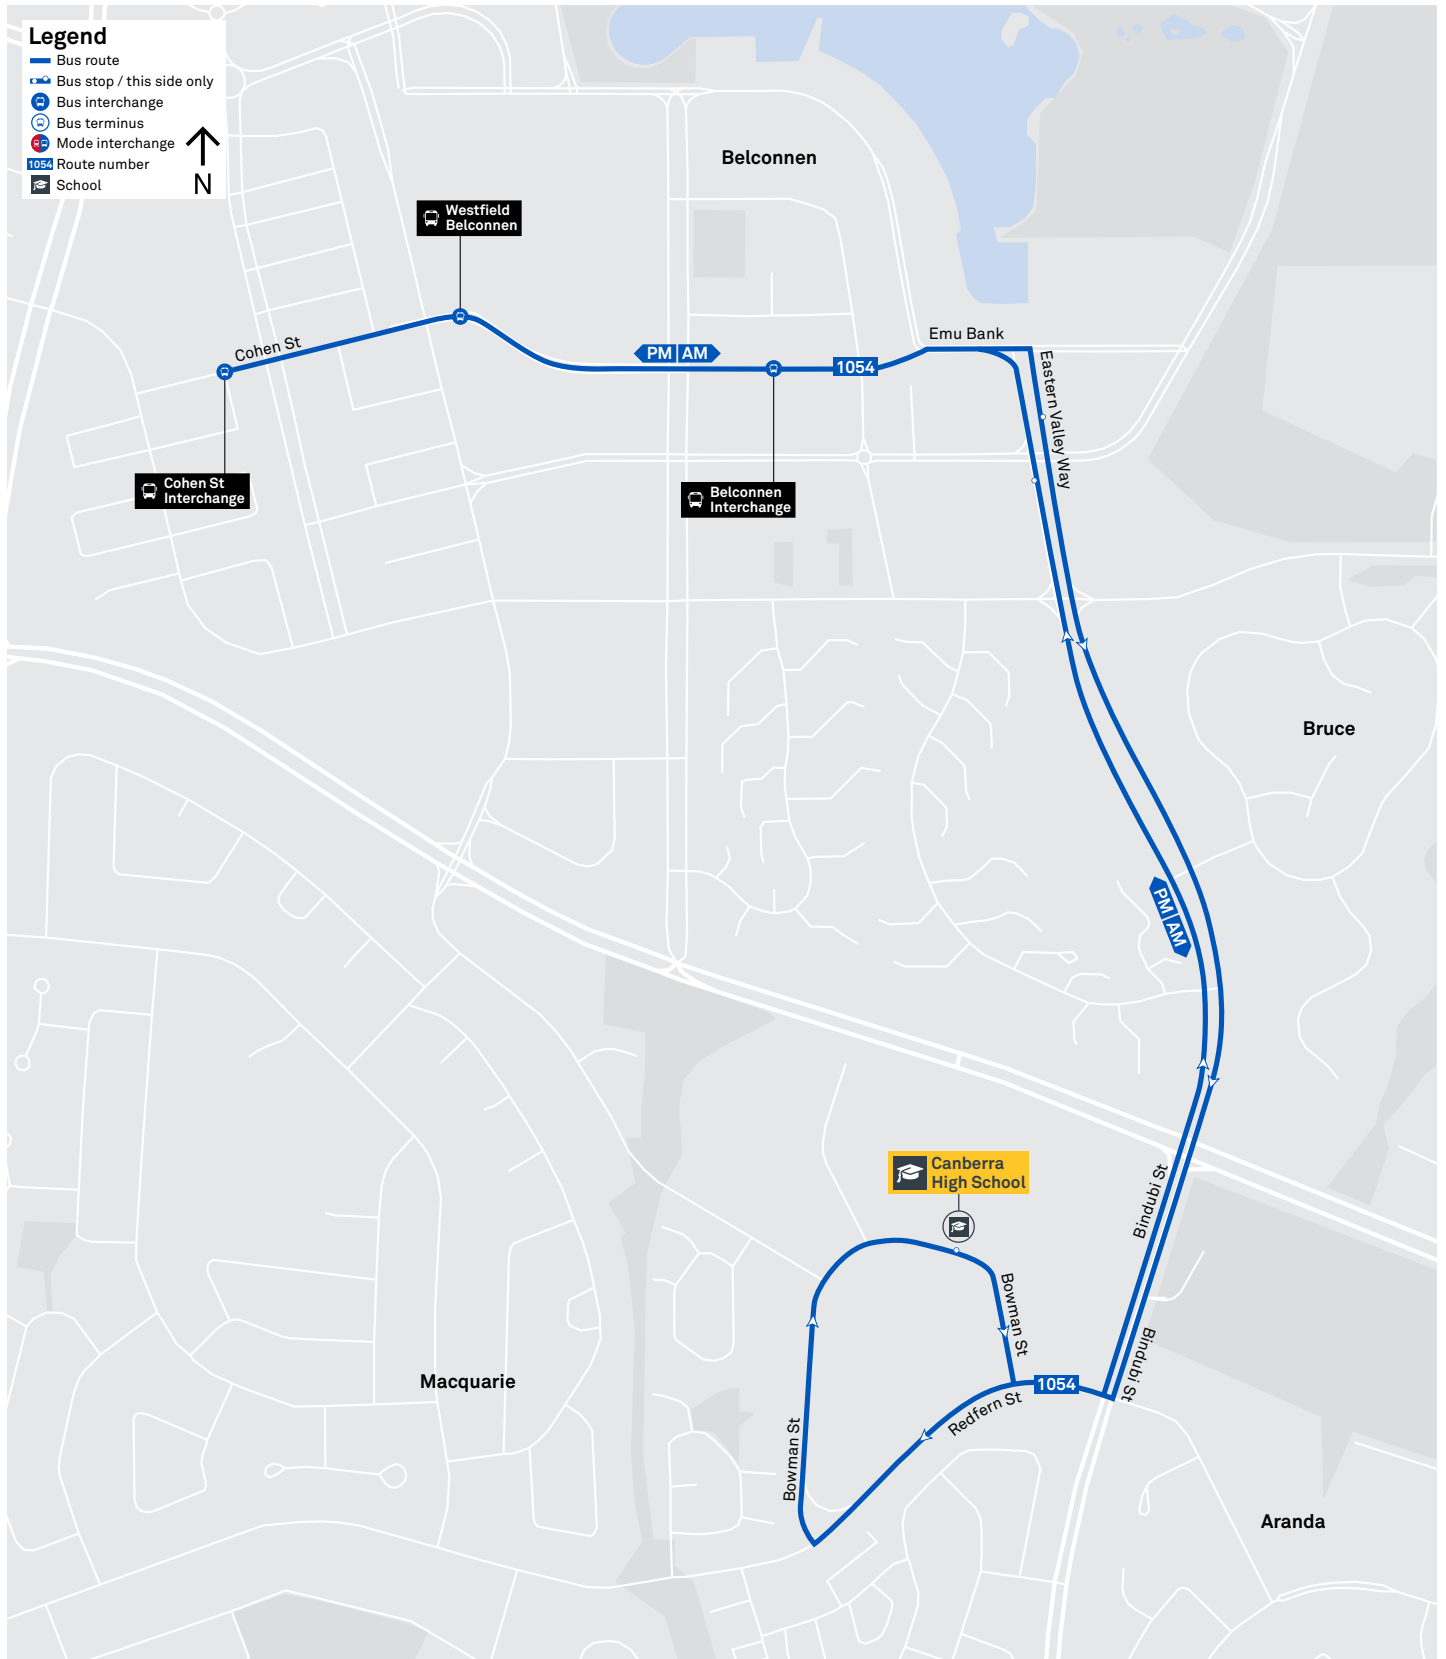 Legend
Bus route
Bus stop / this side only
Bus interchange
Bus terminus
Mode interchange
1054 Route number
School
N
Belconnen
Westfield
Belconnen
Cohen St
PM AM
1054
Emu Bank
Eastern Valley Way
Cohen St
Interchange
Belconnen
Interchange
Bruce
PM AM
Canberra
High School
Bindubi St
Bowman St
Bindubi St
Macquarie
1054
Redfern St
Bowman St
Aranda